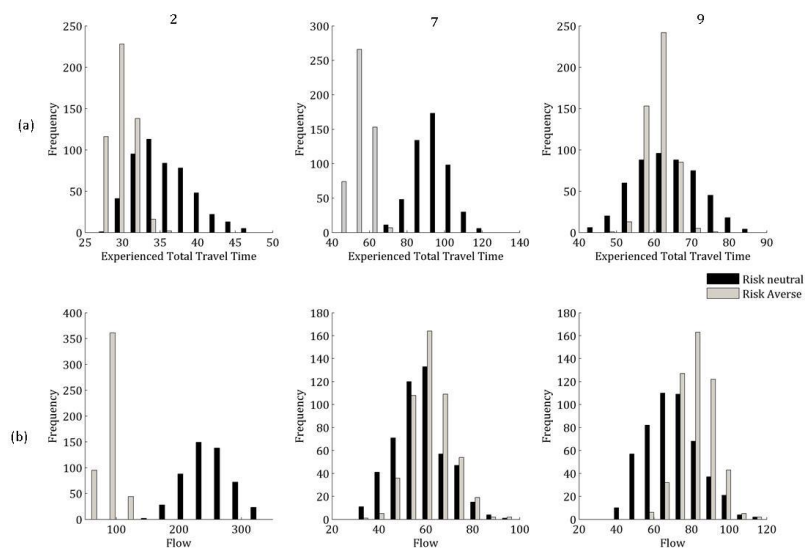 2 7 9
(a)
250 300 250
200 250 200
150 200 150
100 150 100
50 100 50
0 50 0
0
Frequency Frequency Frequency
25 30 35 40 45 50 40 60 80 100 120 140 40 50 60 70 80 90
Experienced Total Travel Time Experienced Total Travel Time Experienced Total Travel Time
Risk neutral
Risk Averse
(b)
400 180 180
350 160 160
300 140 140
250 120 120
200 100 100
150 80 80
100 60 60
50 40 40
0 20 20
0 0
Frequency Frequency Frequency
100 200 300 20 40 60 80 100 20 40 60 80 100 120
Flow Flow Flow